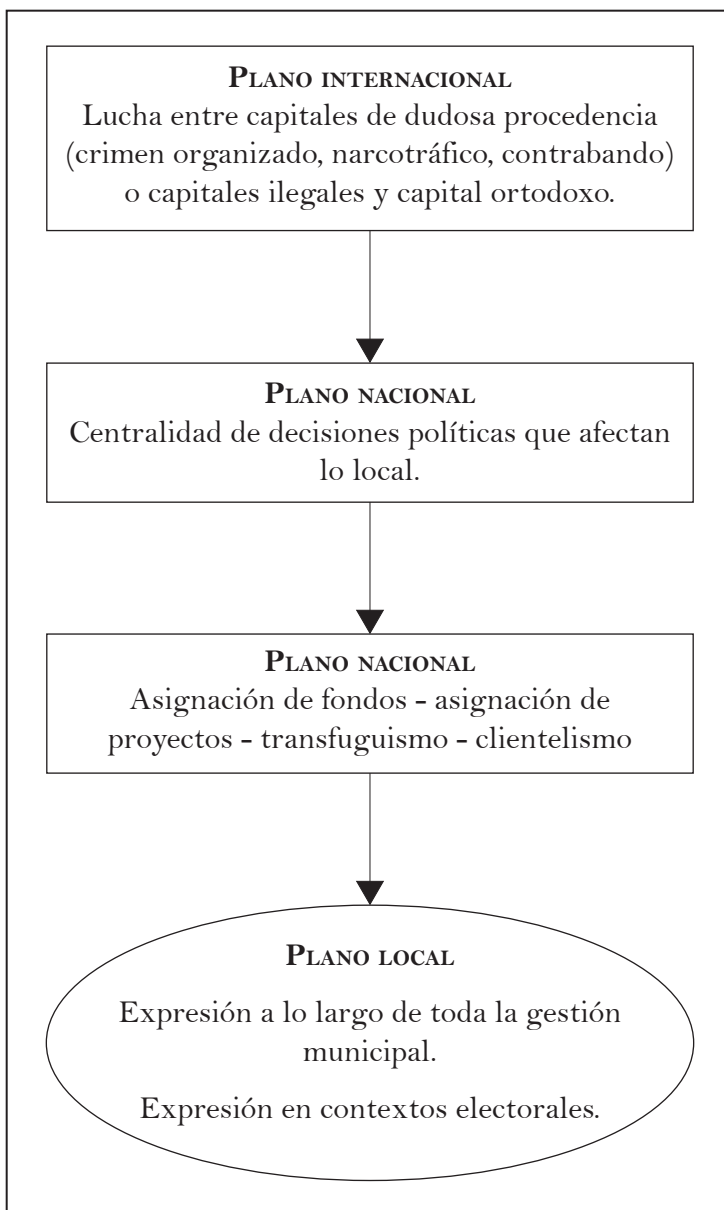 PLANO INTERNACIONAL
Lucha entre capitales de dudosa procedencia
(crimen organizado, narcotráfico, contrabando)
o capitales ilegales y capital ortodoxo.
PLANO NACIONAL
Centralidad de decisiones políticas que afectan
lo local.
PLANO NACIONAL
Asignación de fondos - asignación de
proyectos - transfuguismo - clientelismo
PLANO LOCAL
Expresión a lo largo de toda la gestión
municipal.
Expresión en contextos electorales.